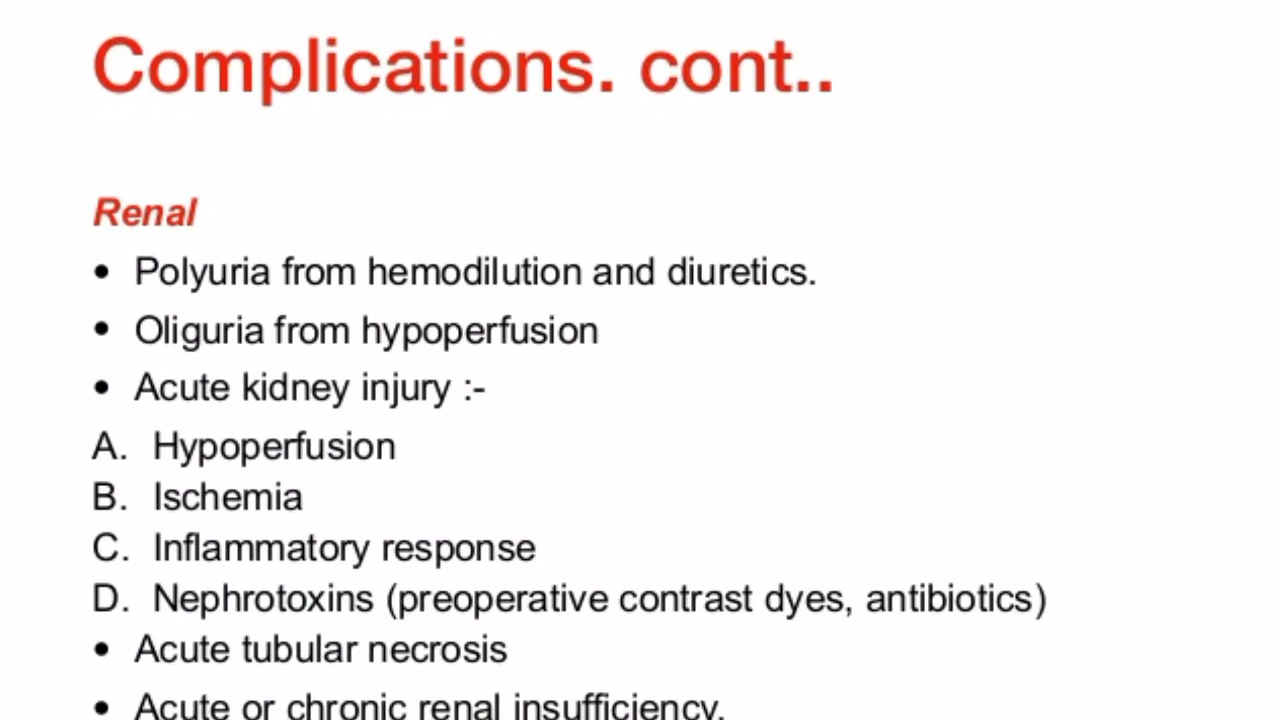 Complications. cont..
Renal
• Polyuria from hemodilution and diuretics.
• Oliguria from hypoperfusion
• Acute kidney injury :-
A. Hypoperfusion
B. Ischemia
C. Inflammatory response
D. Nephrotoxins (preoperative contrast dyes, antibiotics)
• Acute tubular necrosis
• Acute or chronic renal insufficiency.